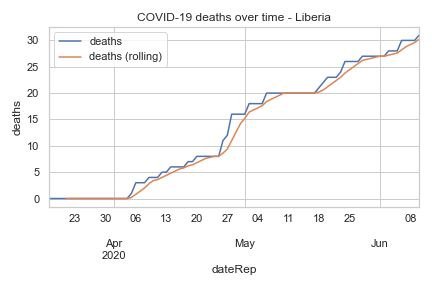 COVID-19 deaths over time - Liberia
deaths
deaths (rolling)
30
25
20
15
10
5
0
deaths
23 30 06 13 20 27 04 11 18 25 08
Apr May Jun
2020
dateRep